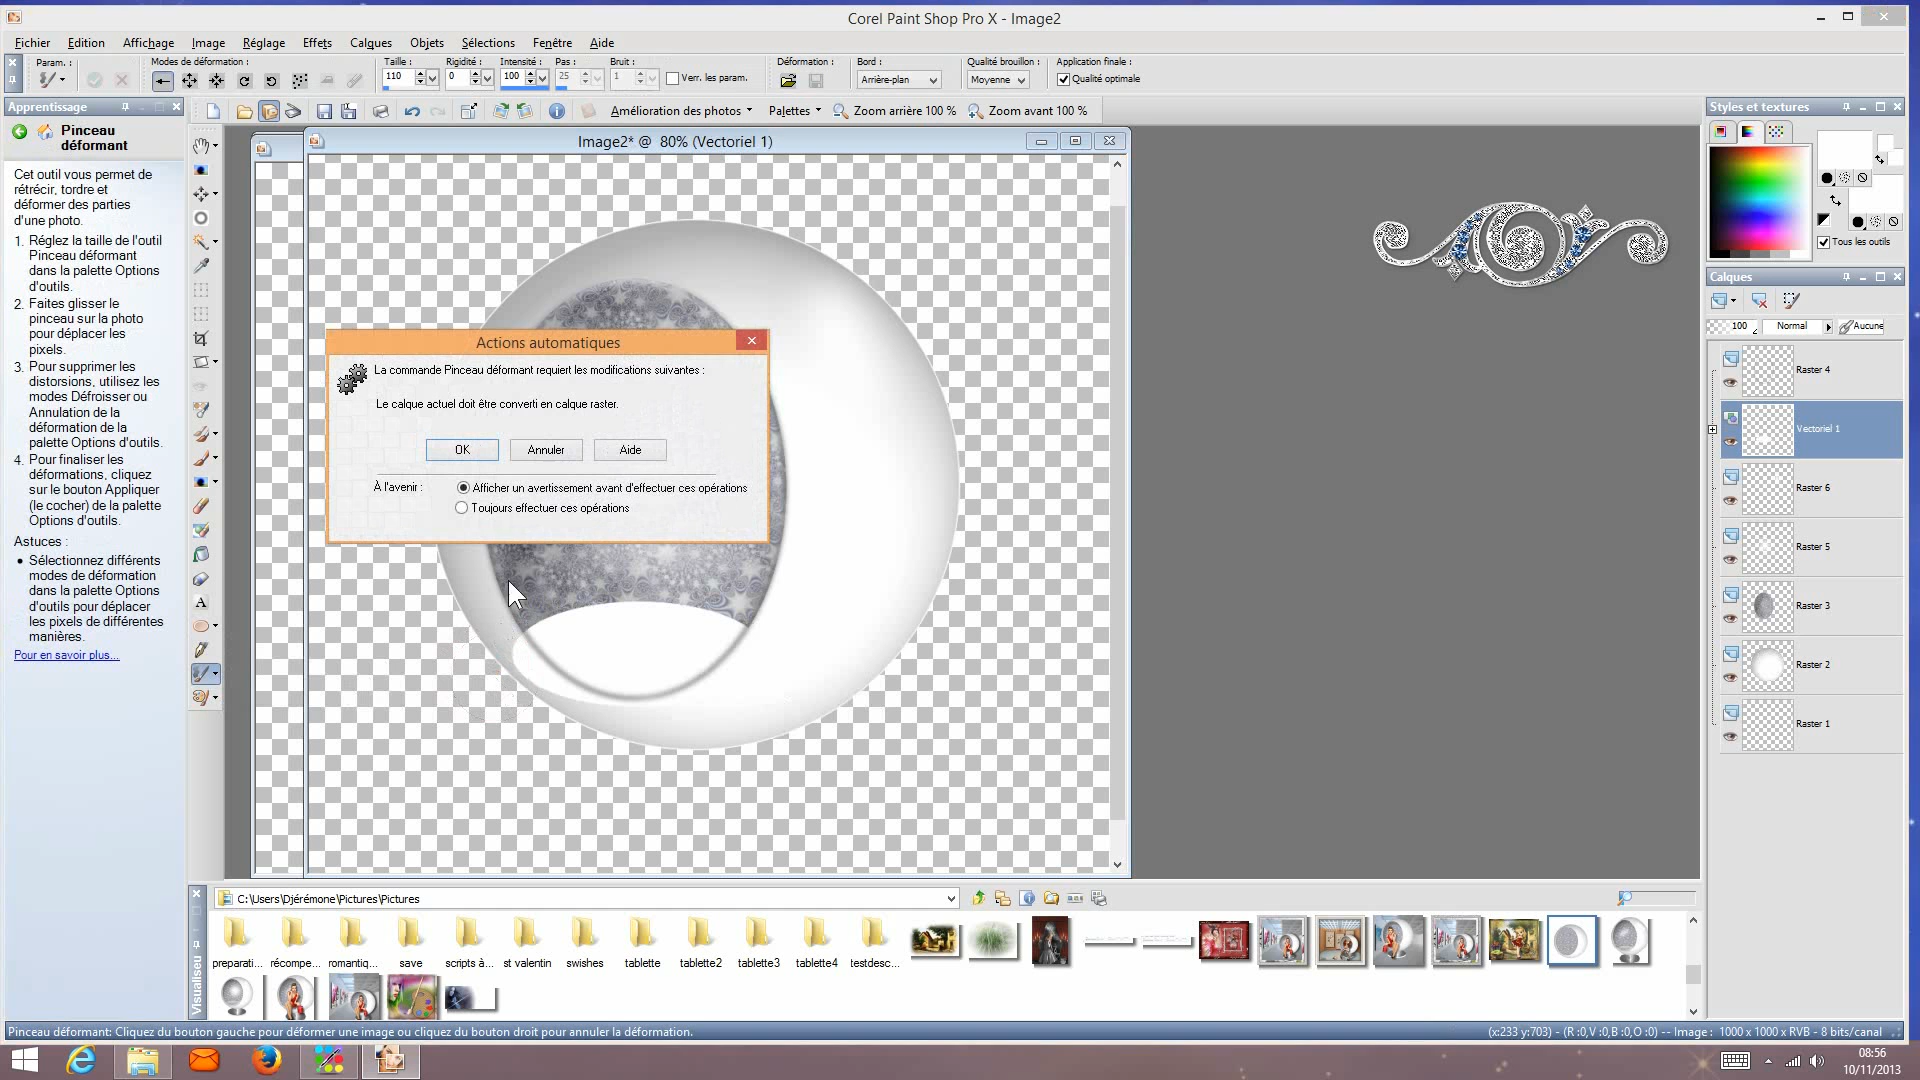 Corel Paint Shop Pro X - Image2
Fichier Edition Affichage Image Réglage Effets Calques Objets Sélections Fenêtre Aide
Param. : Modes de déformation : Taille : Rigidité : Intensité : Pas : Bruit : Déformation : Bord : Qualité brouillon : Application finale :
110 0 100 25 1 Verr. les param. Arrière-plan Moyenne Qualité optimale
Apprentissage
Amélioration des photos Palettes Zoom arrière 100 % Zoom avant 100 %
Pinceau
déformant
Cet outil vous permet de
rétrécir, tordre et
déformer des parties
d'une photo.
1. Réglez la taille de l'outil
Pinceau déformant
dans la palette Options
d'outils.
2. Faites glisser le
pinceau sur la photo
pour déplacer les
pixels.
3. Pour supprimer les
distorsions, utilisez les
modes Défroisser ou
Annulation de la
déformation de la
palette Options d'outils.
4. Pour finaliser les
déformations, cliquez
sur le bouton Appliquer
(le cocher) de la palette
Options d'outils.
Astuces :
• Sélectionnez différents
modes de déformation
dans la palette Options
d'outils pour déplacer
les pixels de différentes
manières.
Pour en savoir plus...
Image2* @ 80% (Vectoriel 1)
Actions automatiques
La commande Pinceau déformant requiert les modifications suivantes :
Le calque actuel doit être converti en calque raster.
OK Annuler Aide
À l'avenir : Afficher un avertissement avant d'effectuer ces opérations
Toujours effectuer ces opérations
Styles et textures
Tous les outils
Calques
100 Normal Aucune
Raster 4
Vectoriel 1
Raster 6
Raster 5
Raster 3
Raster 2
Raster 1
Visualiseu
C:\Users\Djérémone\Pictures\Pictures
preparati... récompe... romantiq... save scripts à... st valentin swishes tablette tablette2 tablette3 tablette4 testdesc...
Pinceau déformant: Cliquez du bouton gauche pour déformer une image ou cliquez du bouton droit pour annuler la déformation.
(x:233 y:703) - (R :0,V :0,B :0,O :0) -- Image : 1000 x 1000 x RVB - 8 bits/canal
08:56
10/11/2013